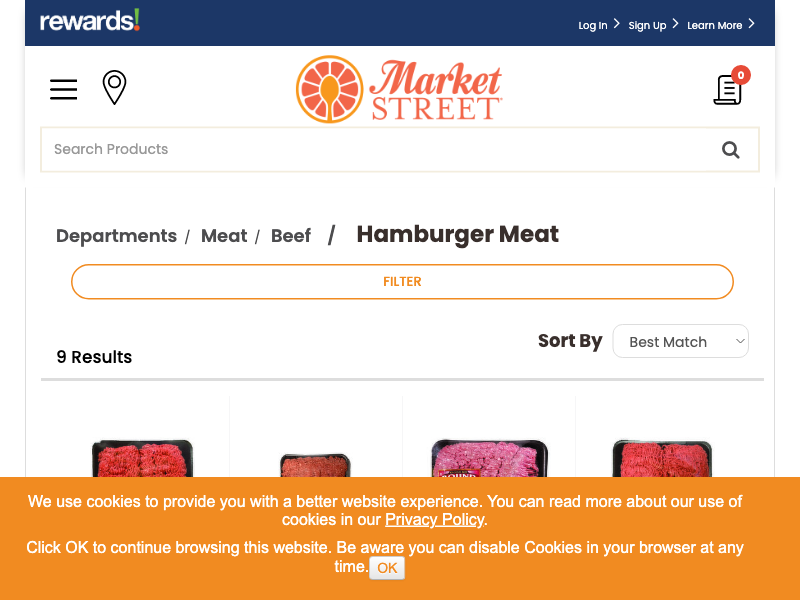 rewards!
Log In
Sign Up
Learn More
Market
STREET
0
Search Products
Departments / Meat / Beef / Hamburger Meat
FILTER
Sort By
Best Match
9 Results
We use cookies to provide you with a better website experience. You can read more about our use of
cookies in our Privacy Policy.
Click OK to continue browsing this website. Be aware you can disable Cookies in your browser at any
time. OK